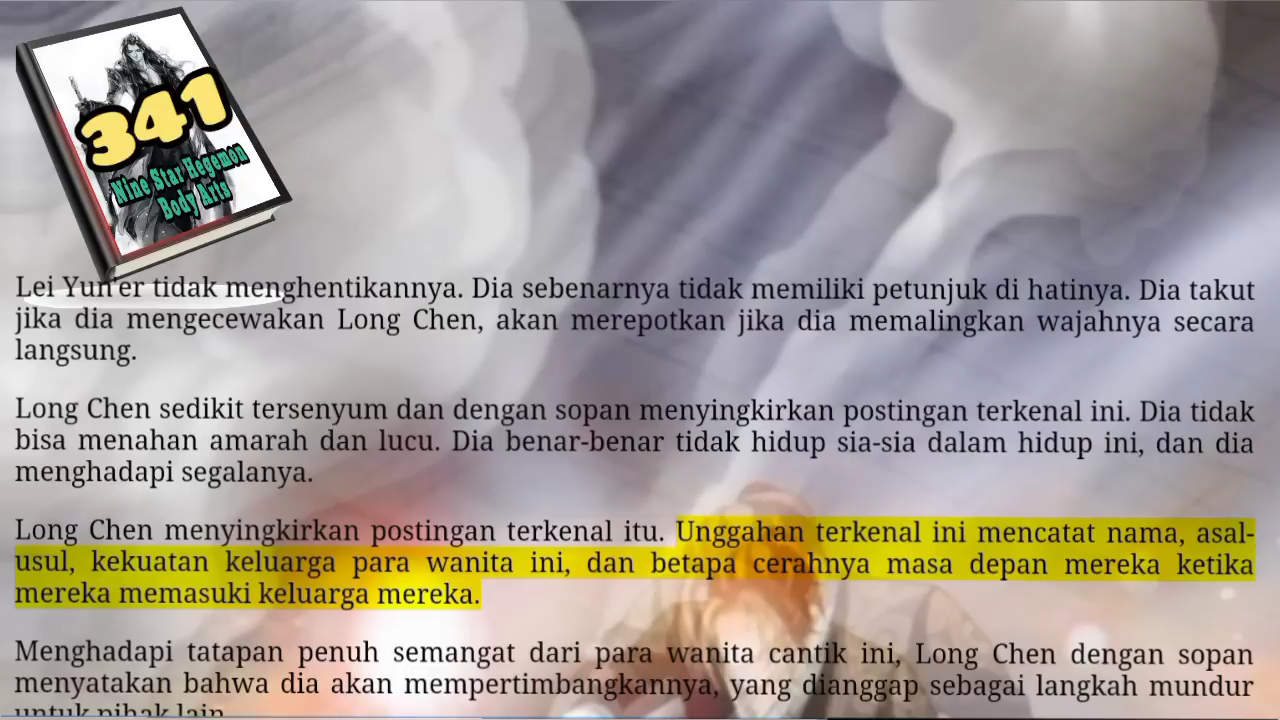 341
Nine Star Hegemon
Body Arts
Lei Yun'er tidak menghentikannya. Dia sebenarnya tidak memiliki petunjuk di hatinya. Dia takut
jika dia mengecewakan Long Chen, akan merepotkan jika dia memalingkan wajahnya secara
langsung.
Long Chen sedikit tersenyum dan dengan sopan menyingkirkan postingan terkenal ini. Dia tidak
bisa menahan amarah dan lucu. Dia benar-benar tidak hidup sia-sia dalam hidup ini, dan dia
menghadapi segalanya.
Long Chen menyingkirkan postingan terkenal itu. Unggahan terkenal ini mencatat nama, asal-
usul, kekuatan keluarga para wanita ini, dan betapa cerahnya masa depan mereka ketika
mereka memasuki keluarga mereka.
Menghadapi tatapan penuh semangat dari para wanita cantik ini, Long Chen dengan sopan
menyatakan bahwa dia akan mempertimbangkannya, yang dianggap sebagai langkah mundur
untuk pihak lain.